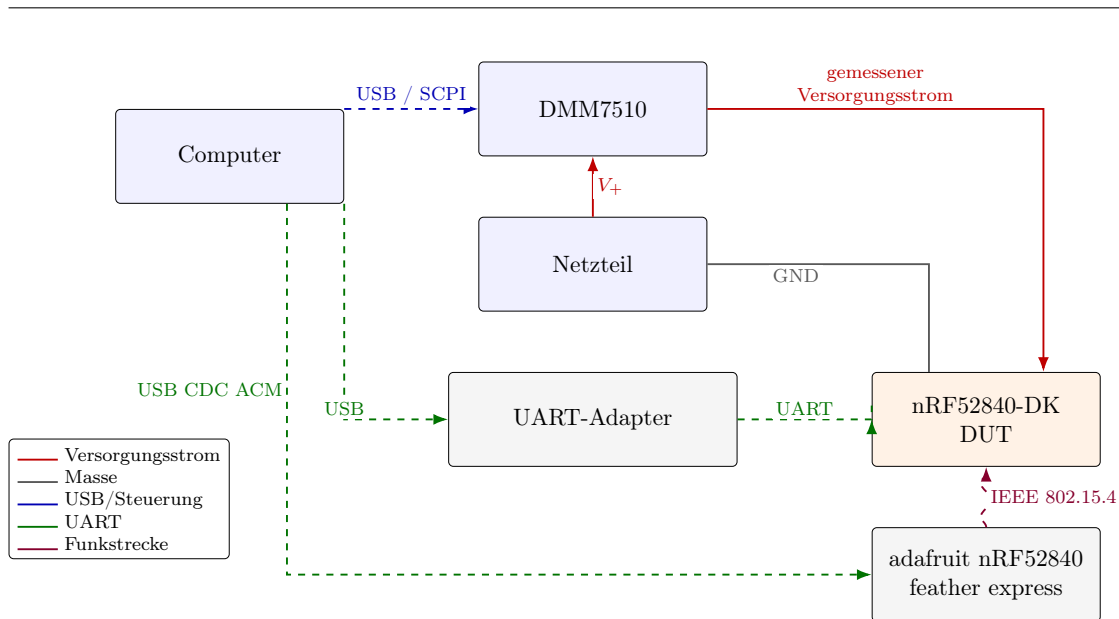 gemessener
Versorgungsstrom
USB / SCPI
DMM7510
Computer
V+
Netzteil
GND
USB CDC ACM
USB
UART-Adapter
UART
nRF52840-DK
DUT
Versorgungsstrom
Masse
USB/Steuerung
UART
Funkstrecke
IEEE 802.15.4
adafruit nRF52840
feather express